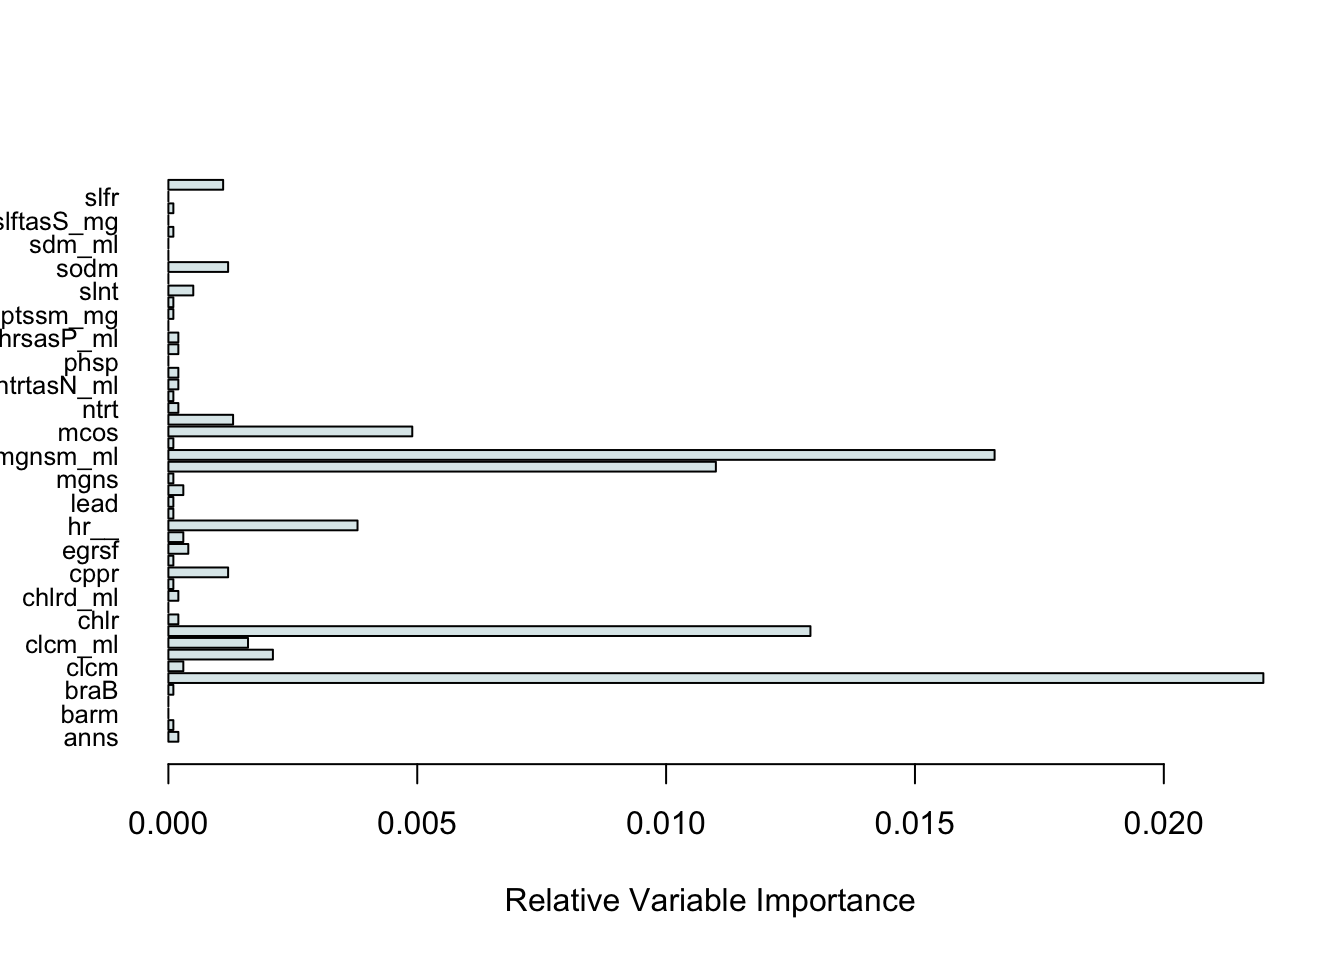 slfr
slftasS_mg
sdm_ml
sodm
slnt
ptssm_mg
hrsasP_ml
phsp
ntrtasN_ml
ntrt
mcos
mgnsm_ml
mgns
lead
hr__
egrsf
cppr
chlrd_ml
chlr
clcm_ml
clcm
braB
barm
anns
0.000 0.005 0.010 0.015 0.020
Relative Variable Importance